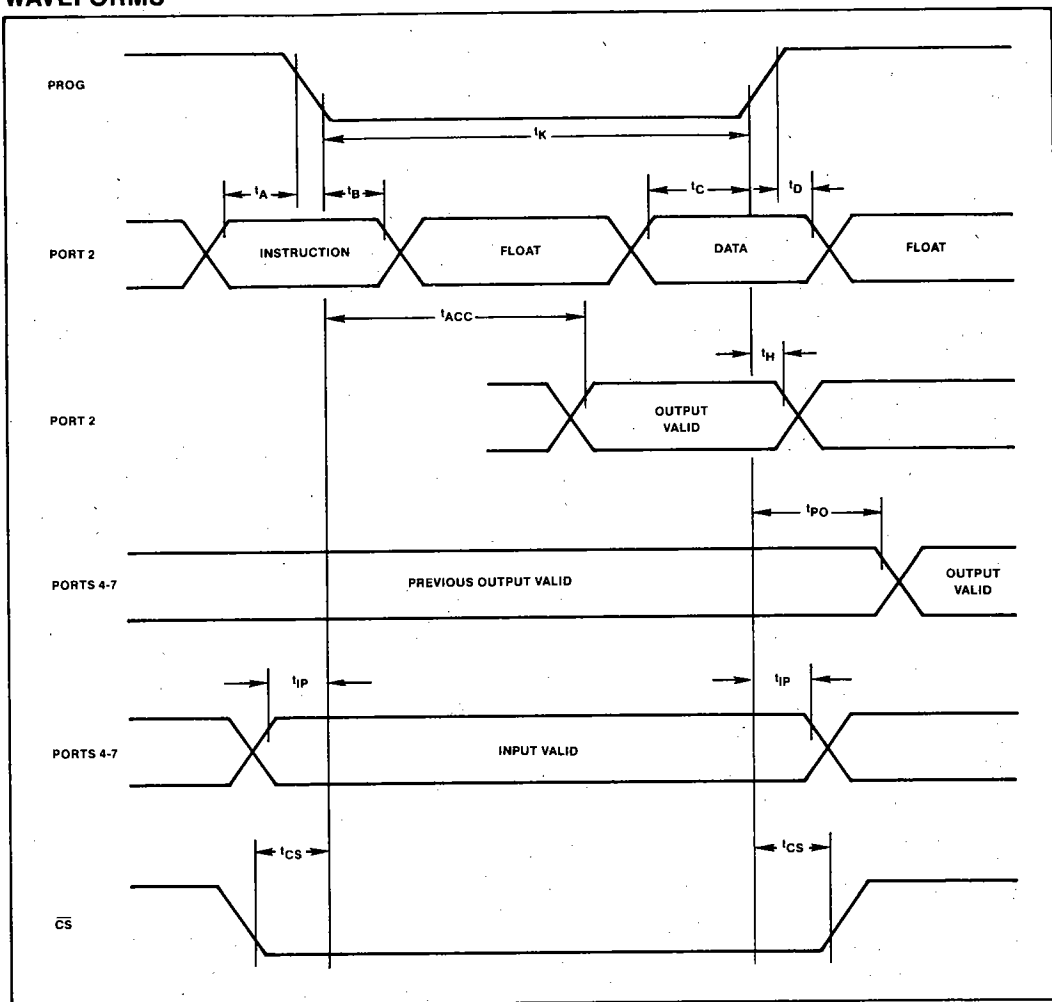 WAVEFORMS
PROG
tK
tA
tB
tC
tD
PORT 2
INSTRUCTION
FLOAT
DATA
FLOAT
tACC
tH
PORT 2
OUTPUT
VALID
tPO
PORTS 4-7
PREVIOUS OUTPUT VALID
OUTPUT
VALID
tIP
tIP
PORTS 4-7
INPUT VALID
tCS
tCS
C̅S̅